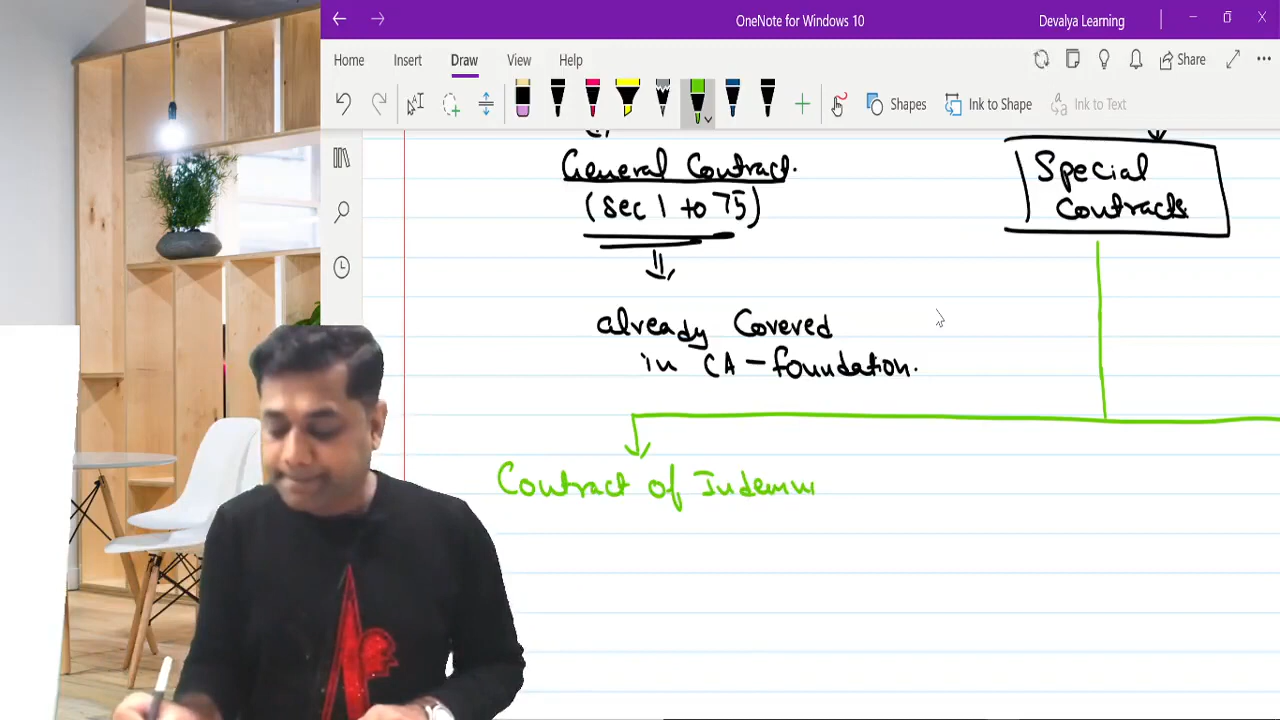 OneNote for Windows 10
Devalya Learning
Home
Insert
Draw
View
Help
Share
Shapes
Ink to Shape
Ink to Text
General Contract.
(Sec 1 to 75)
already Covered
in CA - foundation.
Special
Contracts
Contract of Indemni